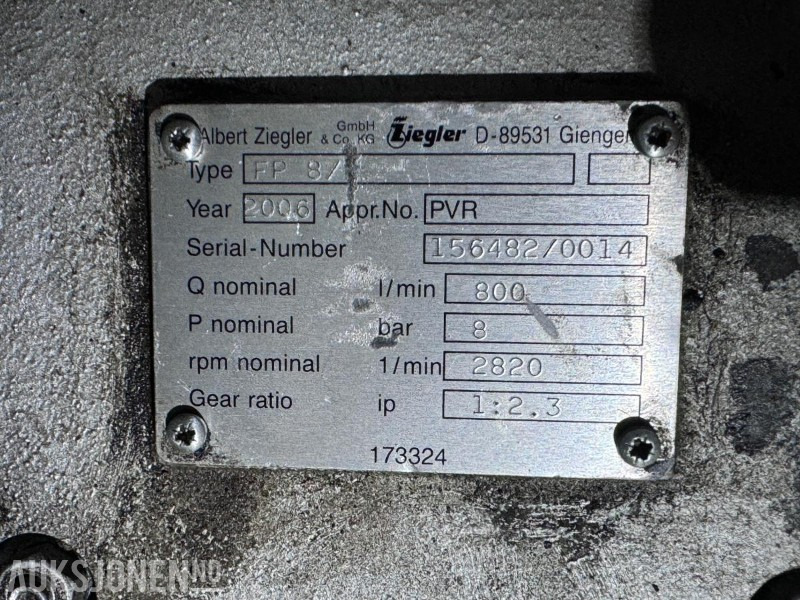 Albert Ziegler GmbH & Co. KG Ziegler D-89531 Giengen
Type FP 8/
Year 2006 Appr.No. PVR
Serial-Number 156482/0014
Q nominal l/min 800
P nominal bar 8
rpm nominal 1/min 2820
Gear ratio ip 1:2.3
173324
AUKSJONEN.NO